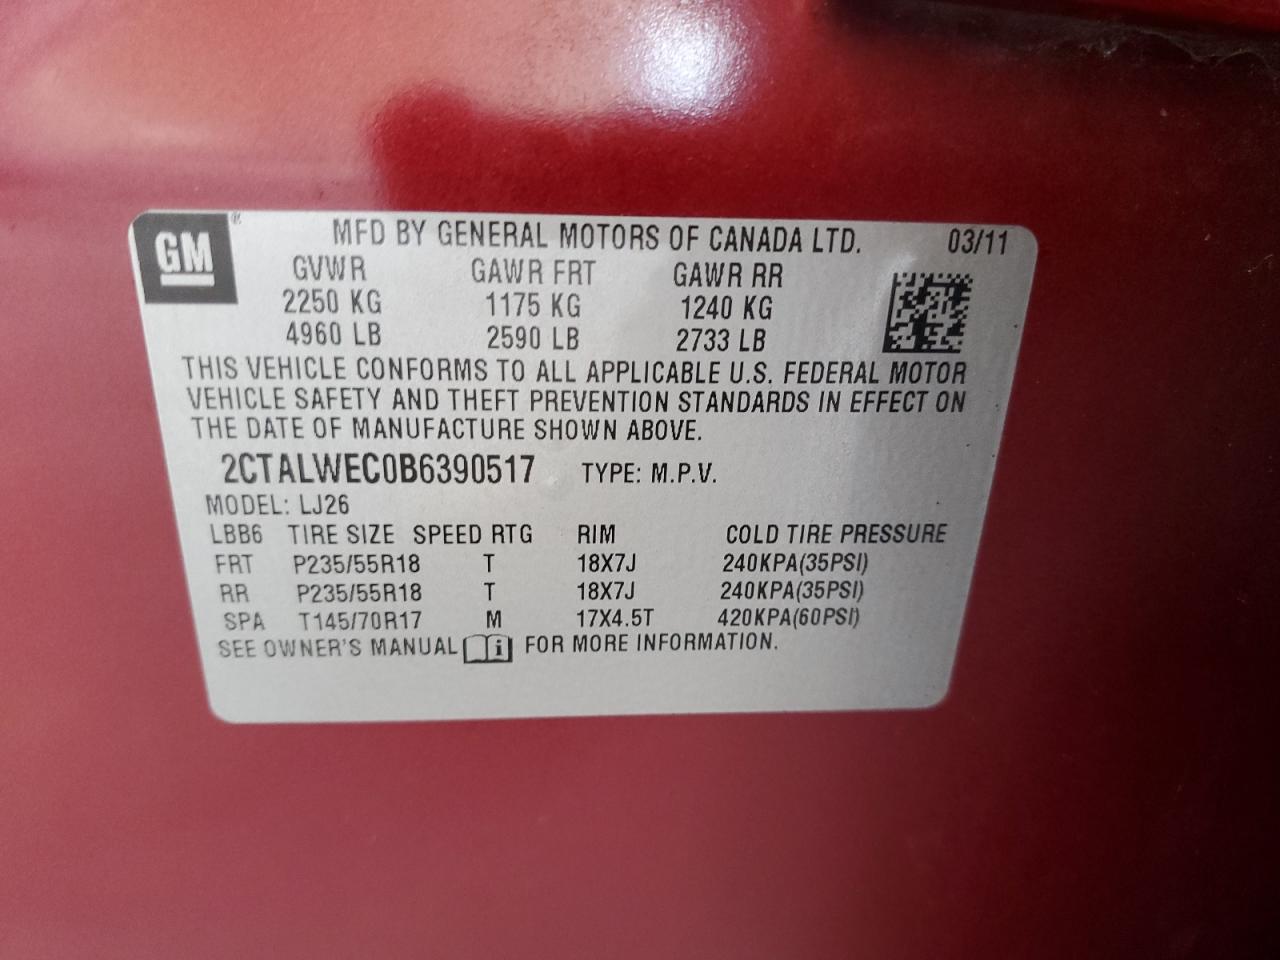 GM ® MFD BY GENERAL MOTORS OF CANADA LTD. 03/11
GVWR GAWR FRT GAWR RR
2250 KG 1175 KG 1240 KG
4960 LB 2590 LB 2733 LB
THIS VEHICLE CONFORMS TO ALL APPLICABLE U.S. FEDERAL MOTOR
VEHICLE SAFETY AND THEFT PREVENTION STANDARDS IN EFFECT ON
THE DATE OF MANUFACTURE SHOWN ABOVE.
2CTALWEC0B6390517 TYPE: M.P.V.
MODEL: LJ26
LBB6 TIRE SIZE SPEED RTG RIM COLD TIRE PRESSURE
FRT P235/55R18 T 18X7J 240KPA(35PSI)
RR P235/55R18 T 18X7J 240KPA(35PSI)
SPA T145/70R17 M 17X4.5T 420KPA(60PSI)
SEE OWNER'S MANUAL i FOR MORE INFORMATION.